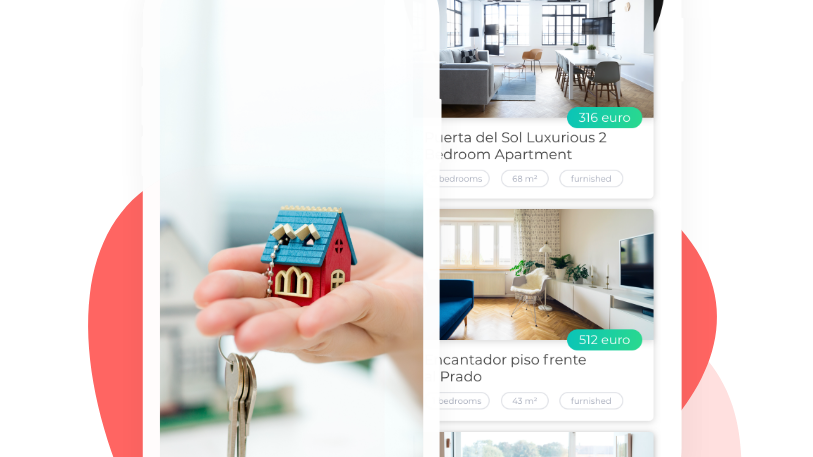 316 euro
erta del Sol Luxurious 2
edroom Apartment
bedrooms
68 m²
furnished
512 euro
ncantador piso frente
Prado
bedrooms
43 m²
furnished